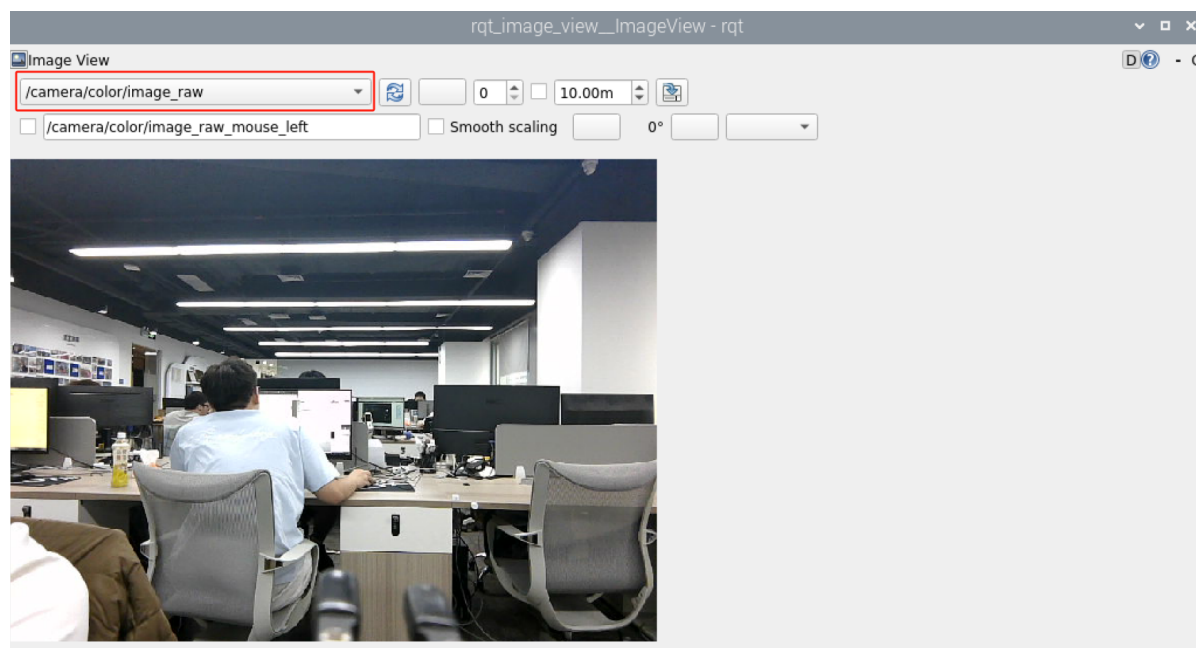 rqt_image_view__ImageView - rqt
Image View
D
/camera/color/image_raw
0
10.00m
/camera/color/image_raw_mouse_left
Smooth scaling
0°